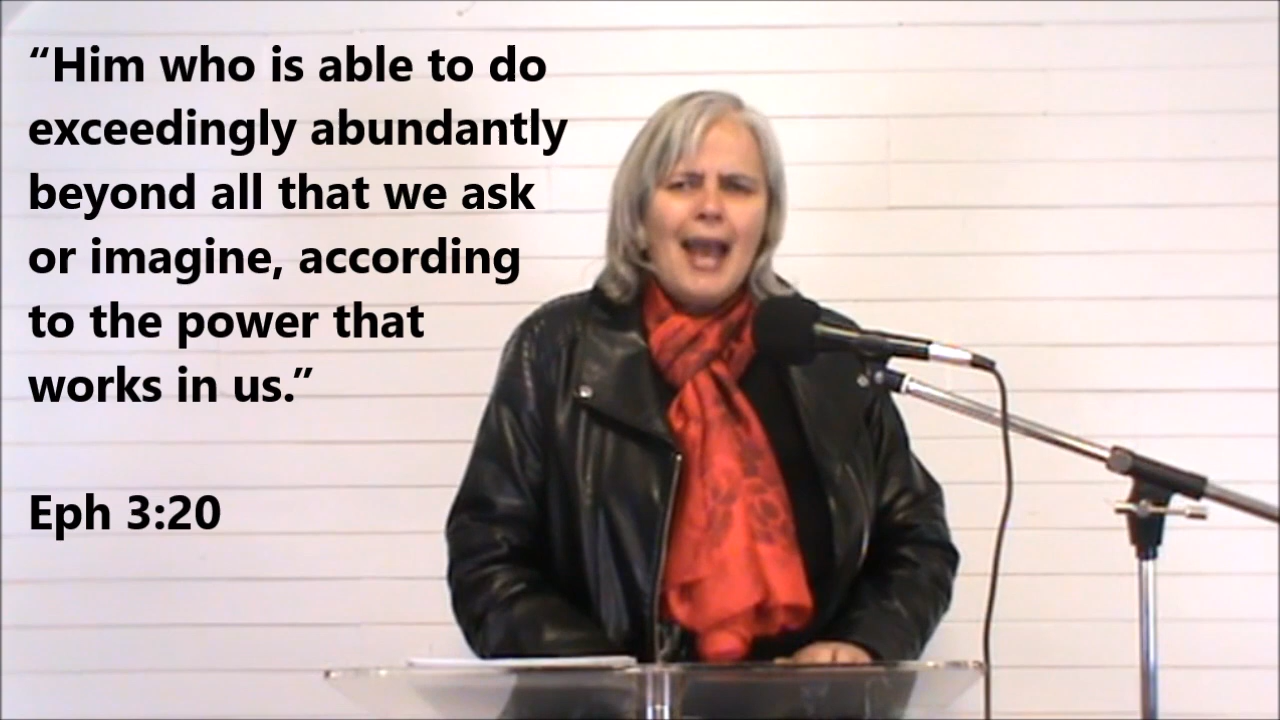 “Him who is able to do
exceedingly abundantly
beyond all that we ask
or imagine, according
to the power that
works in us.”
Eph 3:20